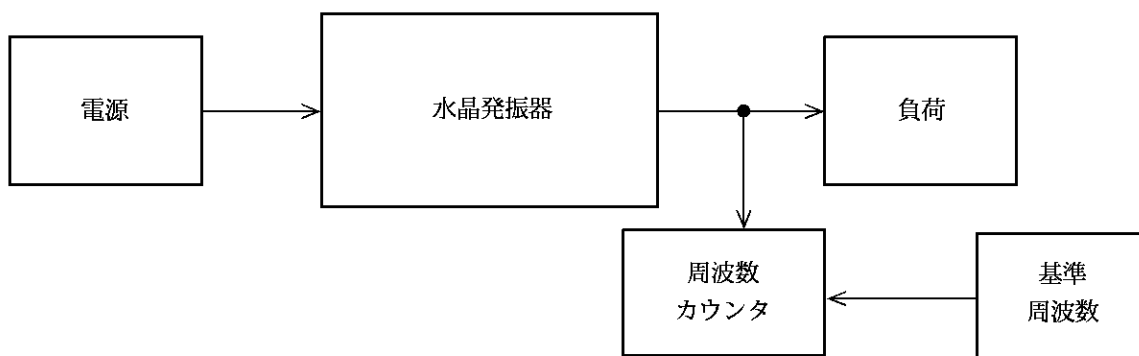 電源
水晶発振器
負荷
周波数
カウンタ
基準
周波数